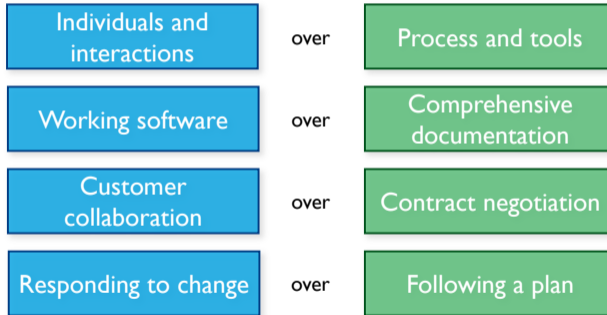 Individuals and
interactions
over
Process and tools
Working software
over
Comprehensive
documentation
Customer
collaboration
over
Contract negotiation
Responding to change
over
Following a plan